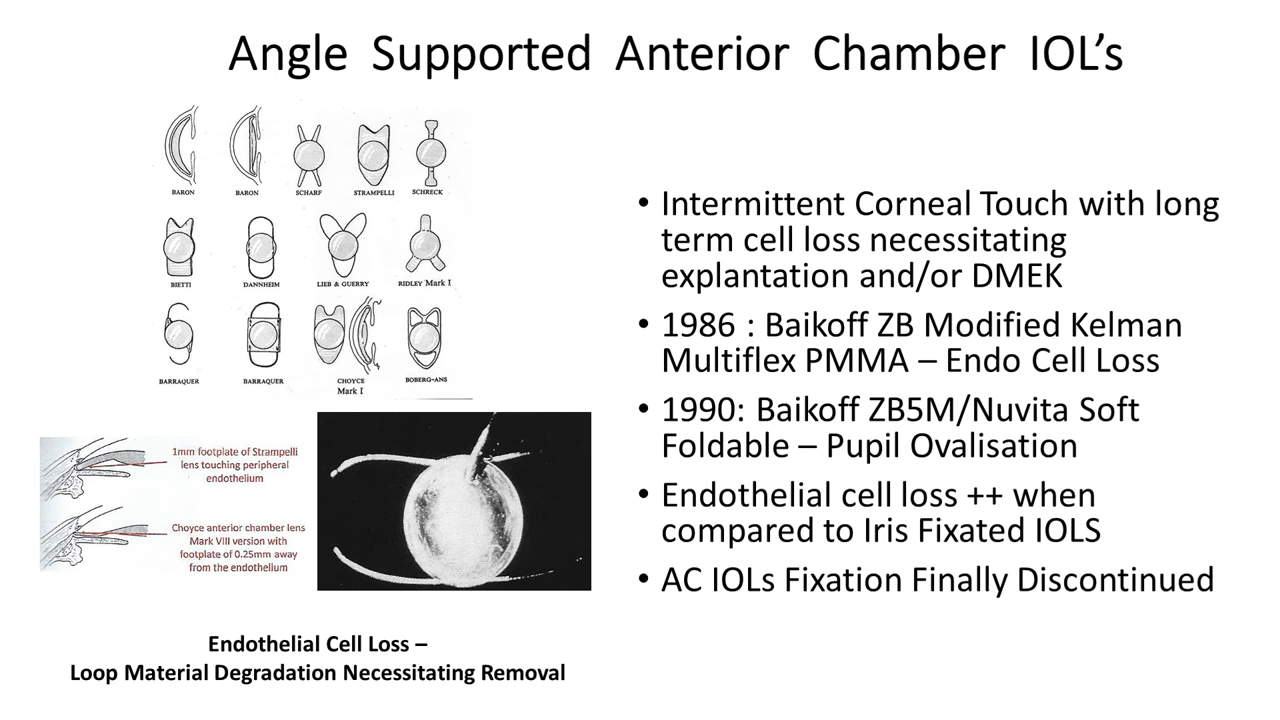 Angle Supported Anterior Chamber IOL's
BARON
BARON
SCHARF
STRAMPELLI
SCHRECK
BIETTI
DANNHEIM
LIEB & GUERRY
RIDLEY Mark I
BARRAQUER
BARRAQUER
CHOYCE
Mark I
BOBERG-ANS
1mm footplate of Strampelli
lens touching peripheral
endothelium
Choyce anterior chamber lens
Mark VIII version with
footplate of 0.25mm away
from the endothelium
Endothelial Cell Loss –
Loop Material Degradation Necessitating Removal
• Intermittent Corneal Touch with long
term cell loss necessitating
explantation and/or DMEK
• 1986 : Baikoff ZB Modified Kelman
Multiflex PMMA – Endo Cell Loss
• 1990: Baikoff ZB5M/Nuvita Soft
Foldable – Pupil Ovalisation
• Endothelial cell loss ++ when
compared to Iris Fixated IOLS
• AC IOLs Fixation Finally Discontinued